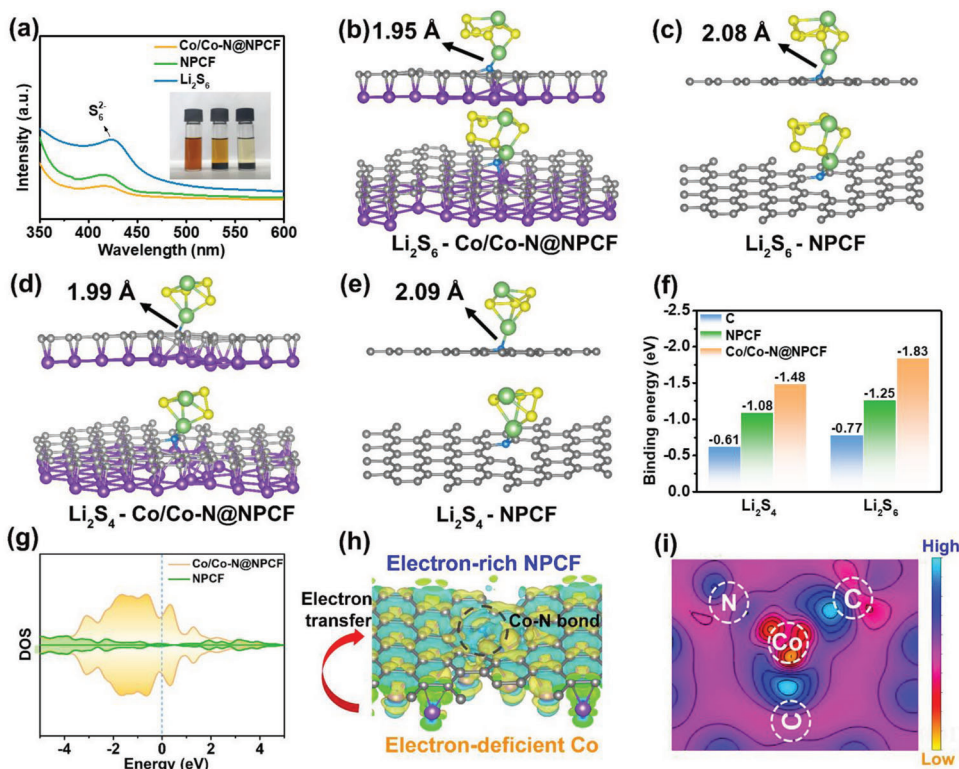 (a)
Co/Co-N@NPCF
NPCF
Li₂S₆
S₆²⁻
Intensity (a.u.)
350 400 450 500 550 600
Wavelength (nm)
(b)
1.95 Å
Li₂S₆ - Co/Co-N@NPCF
(c)
2.08 Å
Li₂S₆ - NPCF
(d)
1.99 Å
Li₂S₄ - Co/Co-N@NPCF
(e)
2.09 Å
Li₂S₄ - NPCF
(f)
C
NPCF
Co/Co-N@NPCF
Binding energy (eV)
-2.5
-2.0
-1.5
-1.0
-0.5
0.0
-0.61
-1.08
-1.48
-0.77
-1.25
-1.83
Li₂S₄ Li₂S₆
(g)
Co/Co-N@NPCF
NPCF
DOS
-4 -2 0 2 4
Energy (eV)
(h)
Electron-rich NPCF
Electron
transfer
Co-N bond
Electron-deficient Co
(i)
N
C
Co
C
High
Low